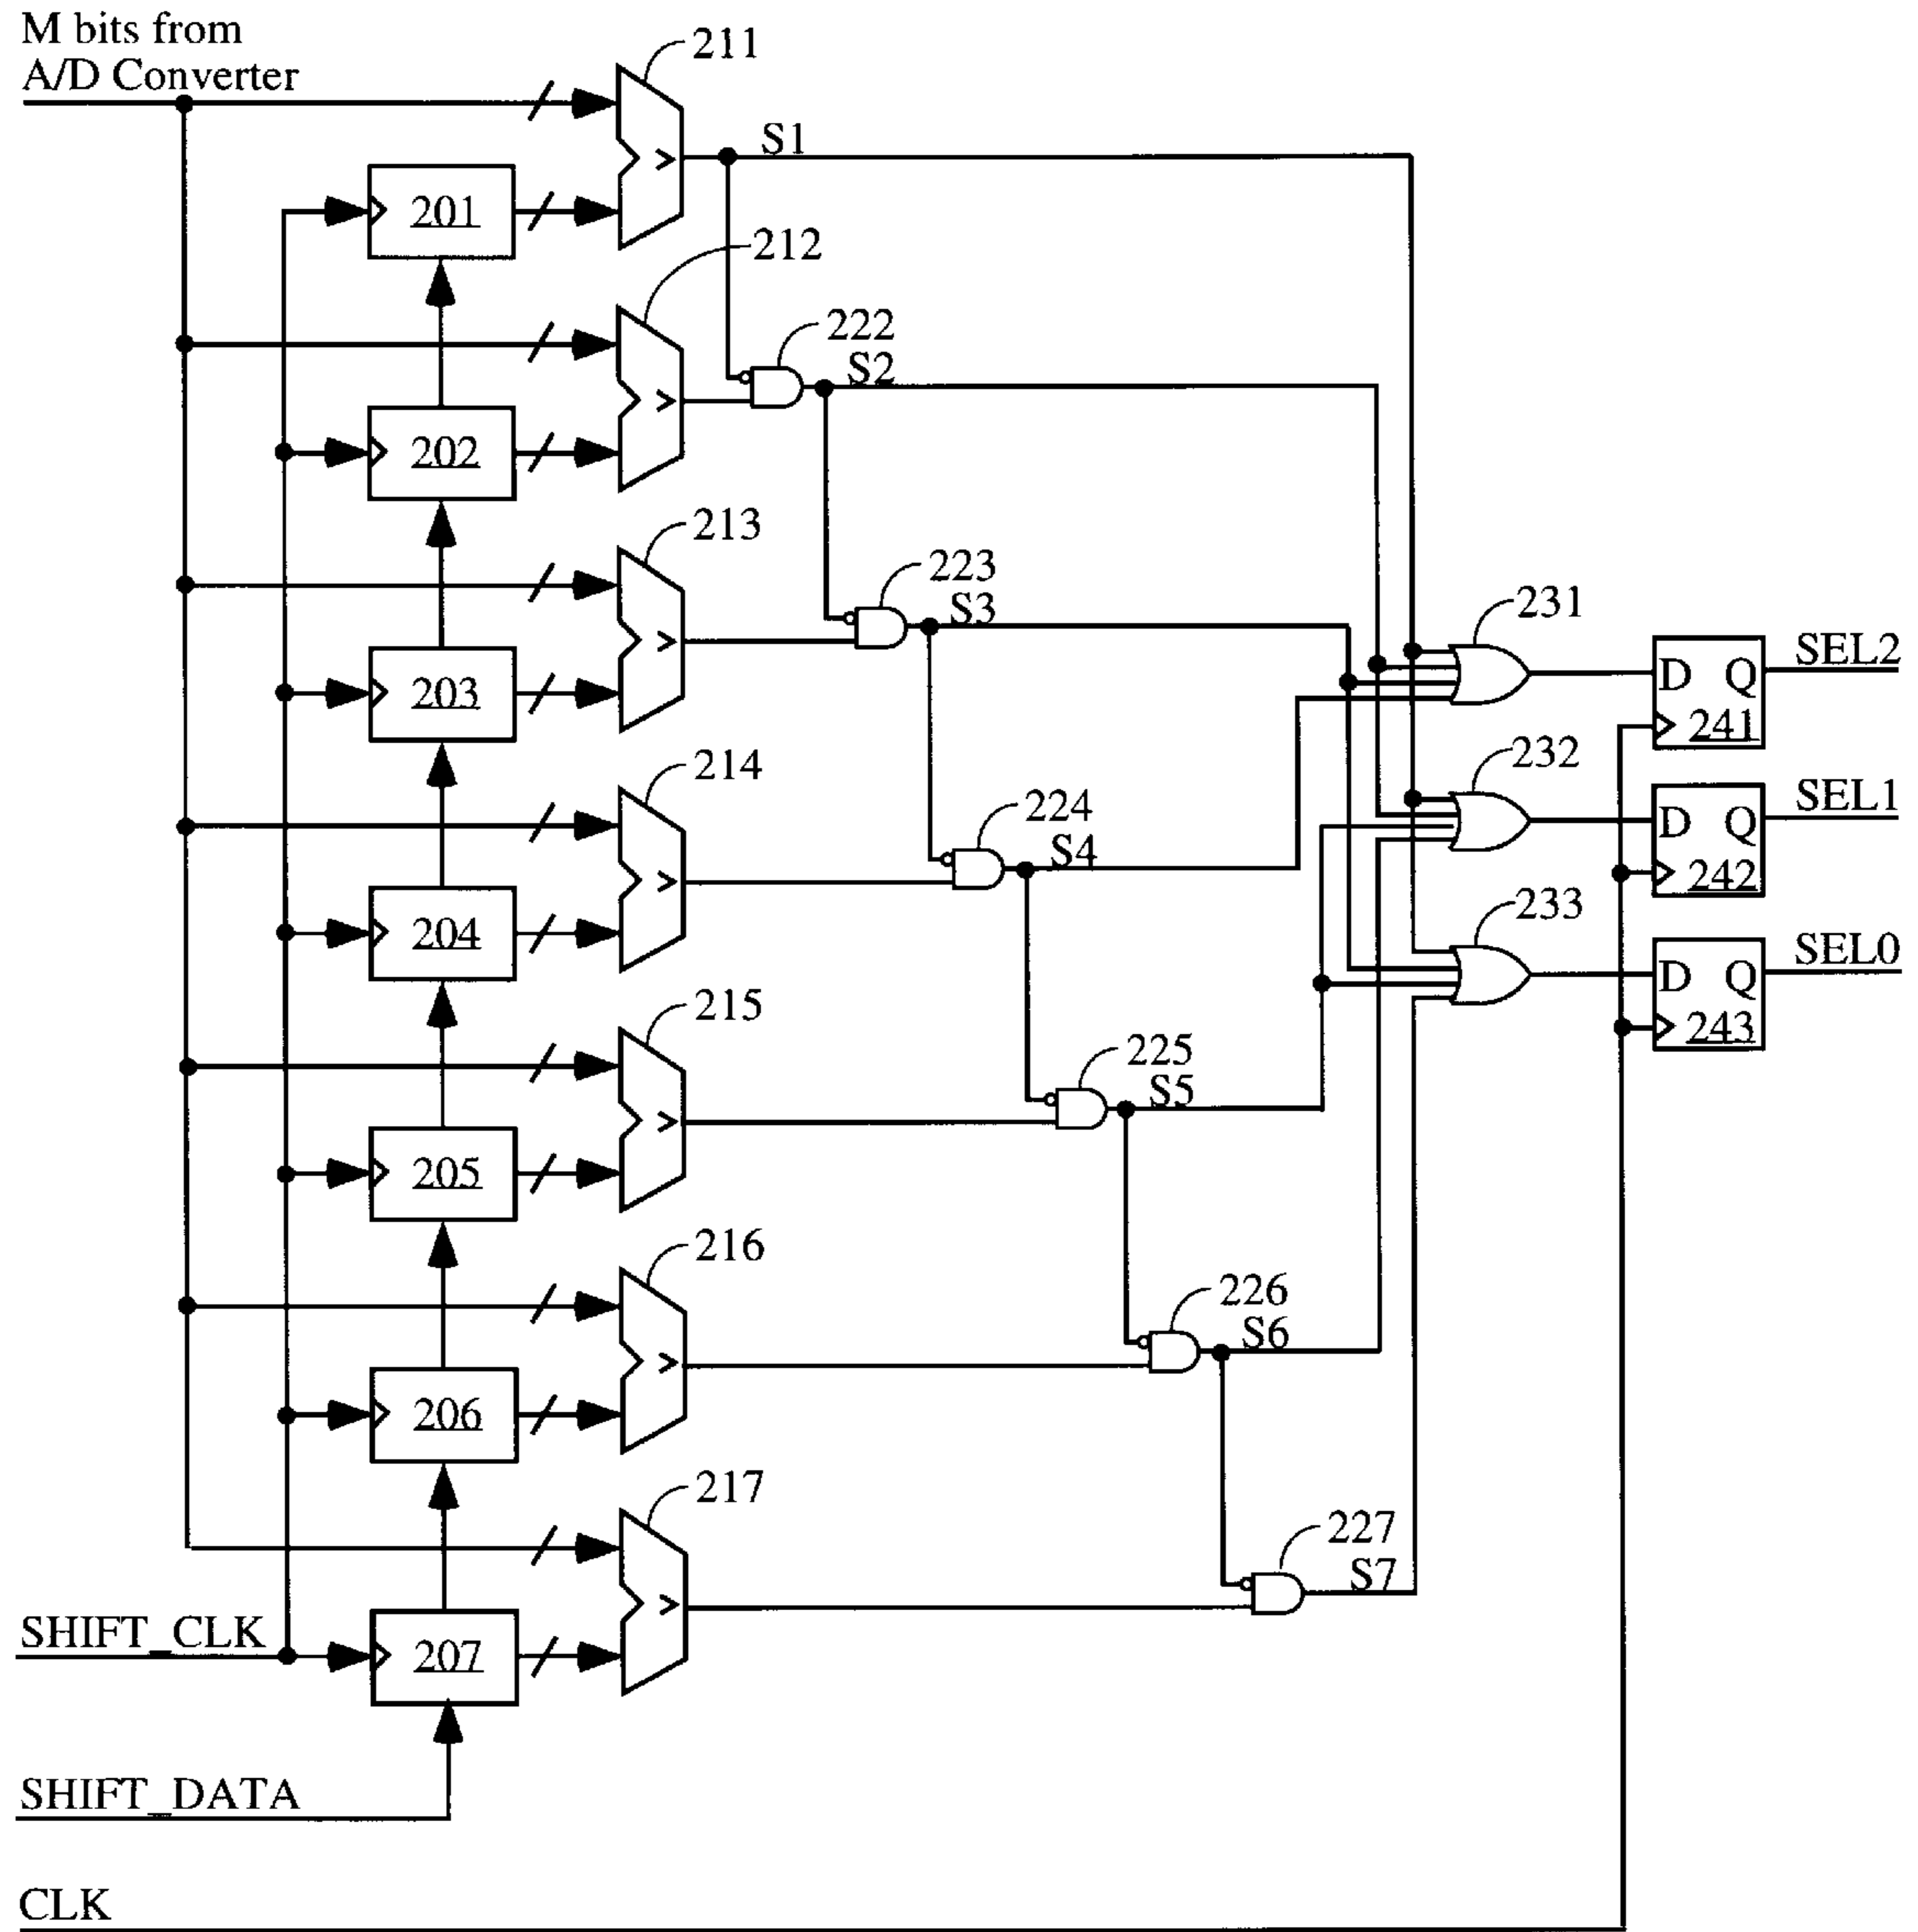 M bits from
A/D Converter
211
S1
201
212
222
S2
202
213
223
S3
231
203
SEL2
D Q
241
214
232
224
S4
SEL1
D Q
242
204
233
SEL0
D Q
243
215
225
S5
205
216
226
S6
206
217
227
S7
SHIFT_CLK
207
SHIFT_DATA
CLK